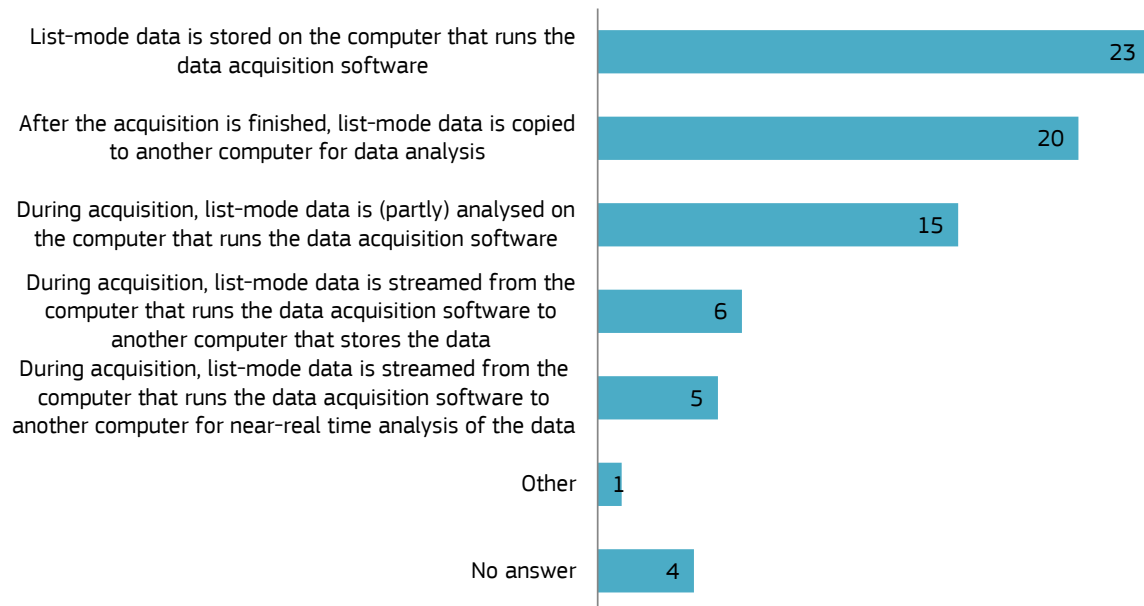 List-mode data is stored on the computer that runs the
data acquisition software
23
After the acquisition is finished, list-mode data is copied
to another computer for data analysis
20
During acquisition, list-mode data is (partly) analysed on
the computer that runs the data acquisition software
15
During acquisition, list-mode data is streamed from the
computer that runs the data acquisition software to
another computer that stores the data
6
During acquisition, list-mode data is streamed from the
computer that runs the data acquisition software to
another computer for near-real time analysis of the data
5
Other
1
No answer
4